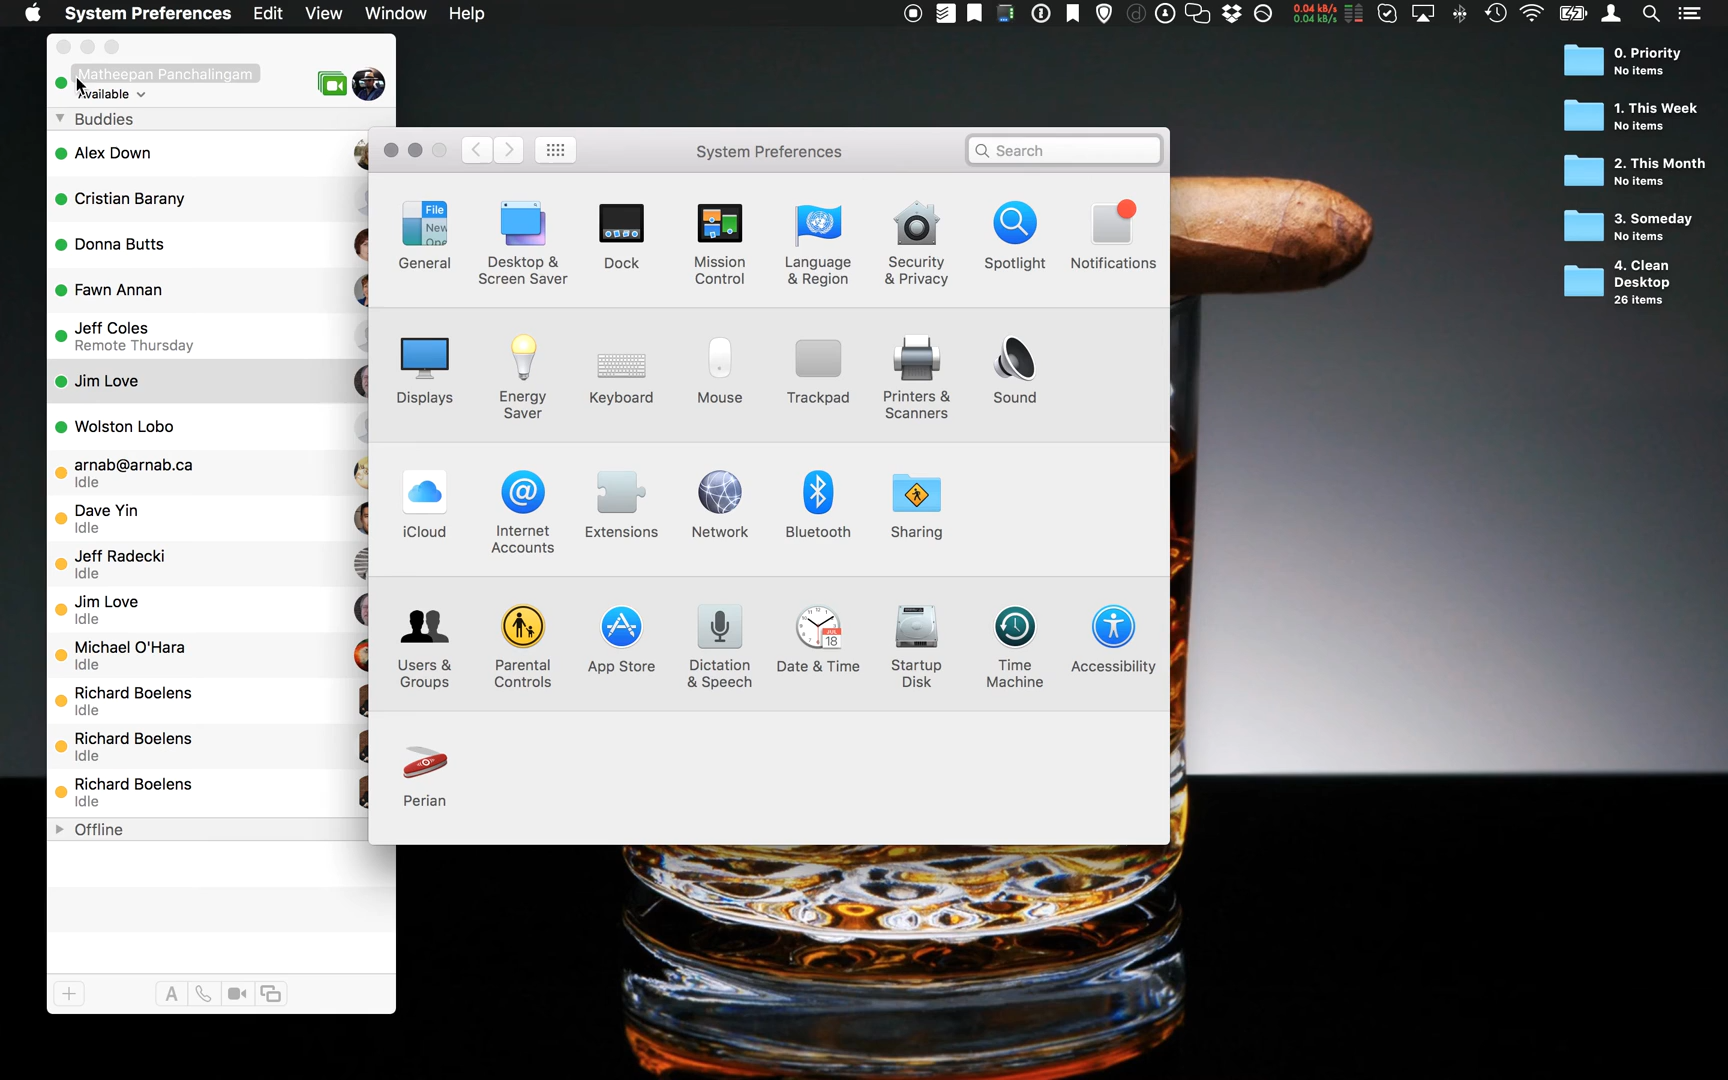 System Preferences Edit View Window Help
0.04 kB/s
0.04 kB/s
Matheepan Panchalingam
Available
Buddies
Alex Down
Cristian Barany
Donna Butts
Fawn Annan
Jeff Coles
Remote Thursday
Jim Love
Wolston Lobo
arnab@arnab.ca
Idle
Dave Yin
Idle
Jeff Radecki
Idle
Jim Love
Idle
Michael O'Hara
Idle
Richard Boelens
Idle
Richard Boelens
Idle
Richard Boelens
Idle
Offline
A
System Preferences
Search
File
New
Ope
General
Desktop &
Screen Saver
Dock
Mission
Control
Language
& Region
Security
& Privacy
Spotlight
Notifications
Displays
Energy
Saver
Keyboard
Mouse
Trackpad
Printers &
Scanners
Sound
iCloud
@
Internet
Accounts
Extensions
Network
Bluetooth
Sharing
Users &
Groups
Parental
Controls
App Store
Dictation
& Speech
JUL
18
Date & Time
Startup
Disk
Time
Machine
Accessibility
Perian
0. Priority
No items
1. This Week
No items
2. This Month
No items
3. Someday
No items
4. Clean
Desktop
26 items